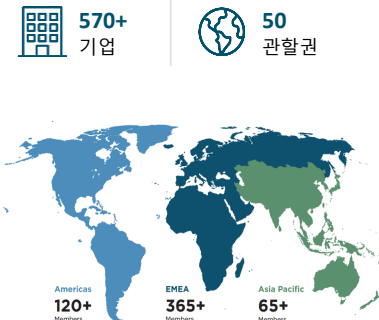 570+
기업
50
관할권
Americas
EMEA
Asia Pacific
120+
365+
65+
Members
Members
Members